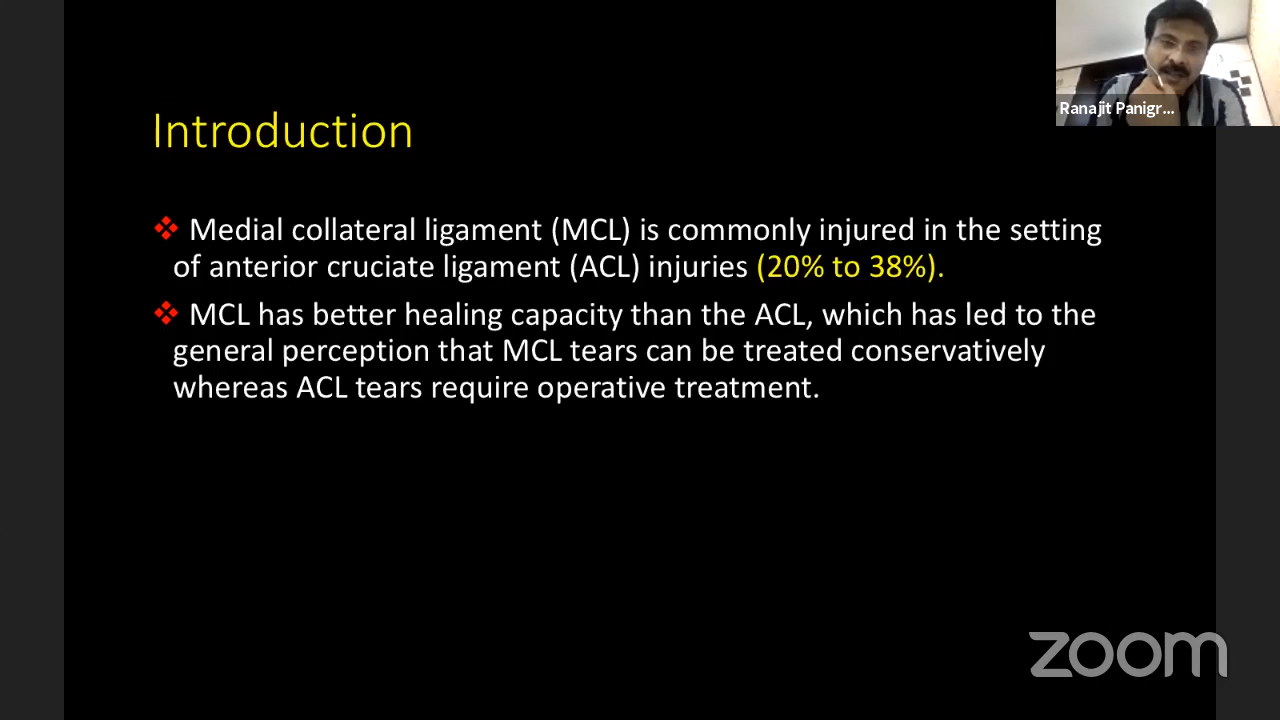 Ranajit Panigr...
Introduction
❖ Medial collateral ligament (MCL) is commonly injured in the setting
of anterior cruciate ligament (ACL) injuries (20% to 38%).
❖ MCL has better healing capacity than the ACL, which has led to the
general perception that MCL tears can be treated conservatively
whereas ACL tears require operative treatment.
zoom